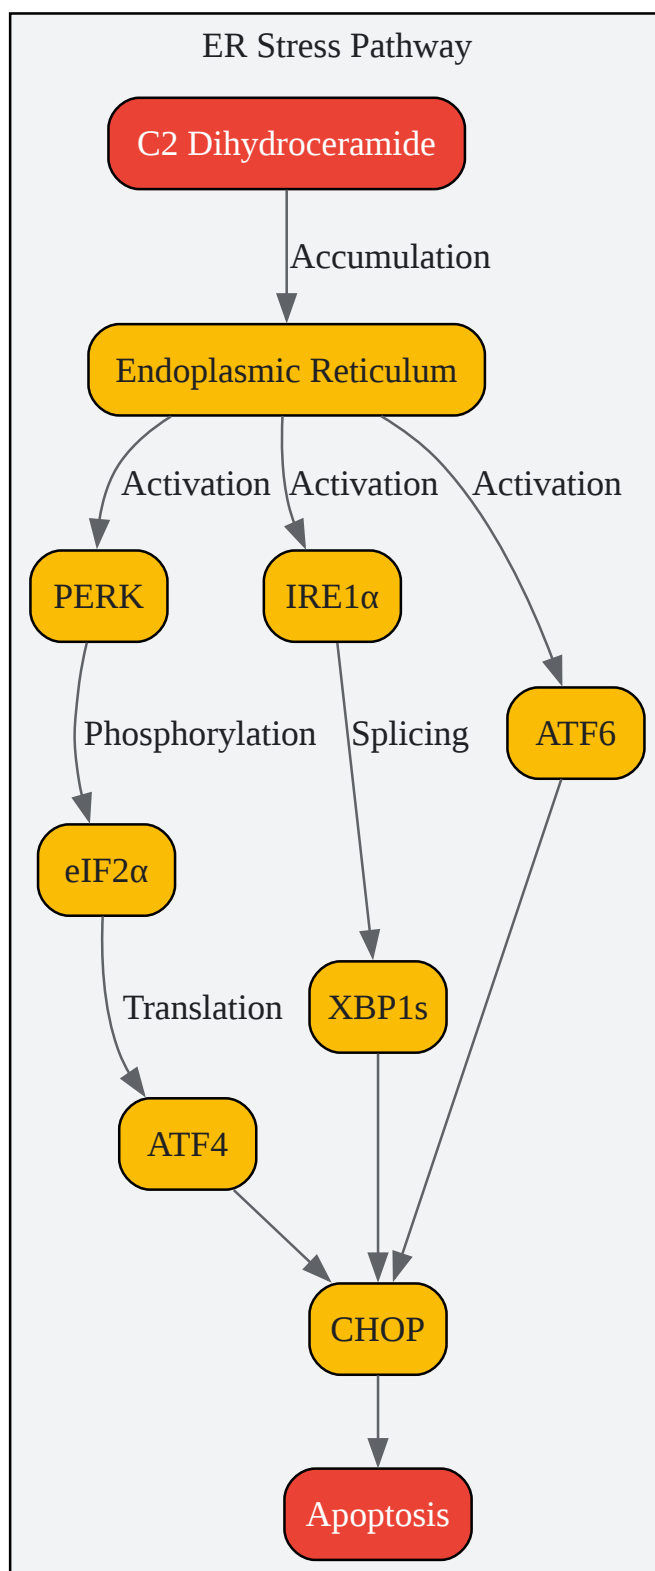 ER Stress Pathway
C2 Dihydroceramide
Accumulation
Endoplasmic Reticulum
Activation
Activation
Activation
PERK
IRE1α
Phosphorylation
Splicing
ATF6
eIF2α
Translation
XBP1s
ATF4
CHOP
Apoptosis